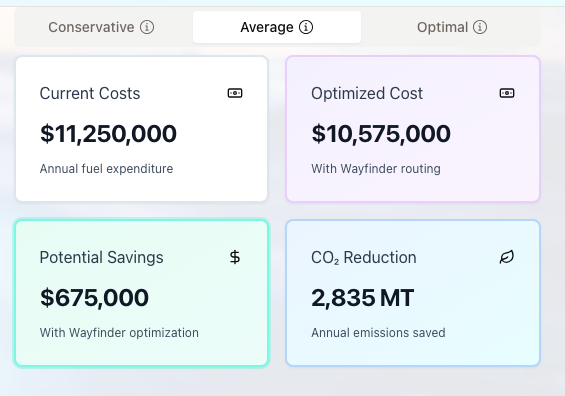 Conservative Average Optimal
Current Costs
$11,250,000
Annual fuel expenditure
Optimized Cost
$10,575,000
With Wayfinder routing
Potential Savings
$675,000
With Wayfinder optimization
CO₂ Reduction
2,835 MT
Annual emissions saved